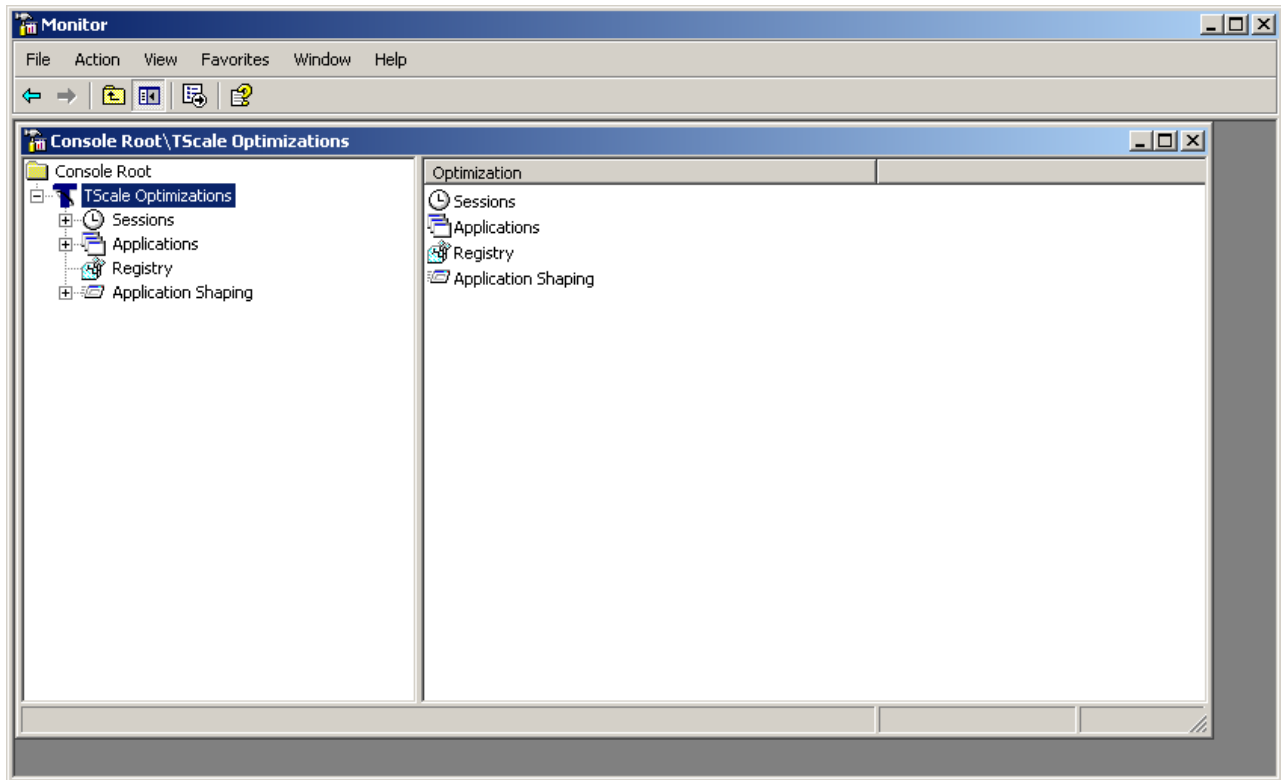 Monitor
File Action View Favorites Window Help
Console Root\TScale Optimizations
Console Root
TScale Optimizations
Sessions
Applications
Registry
Application Shaping
Optimization
Sessions
Applications
Registry
Application Shaping